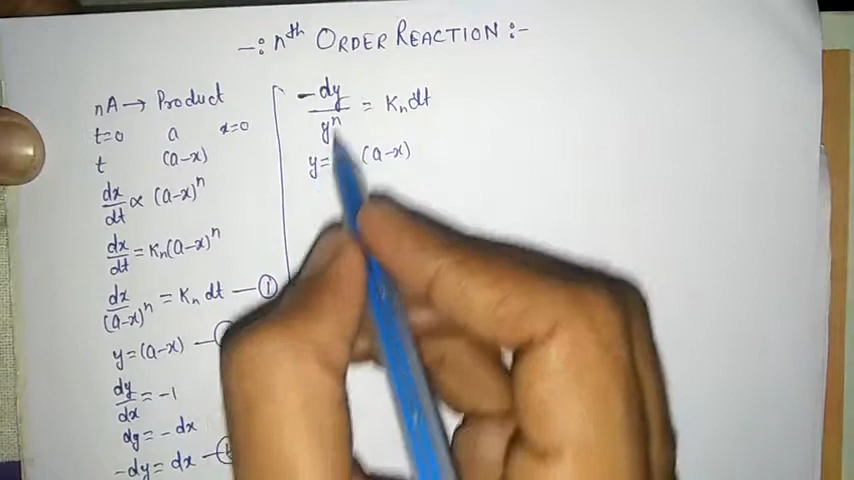 -: nth ORDER REACTION :-
nA → Product
t=0 a x=0
t (a-x)
dx/dt ∝ (a-x)^n
dx/dt = Kn(a-x)^n
dx/(a-x)^n = Kn dt — ①
y=(a-x) —
dy/dx = -1
dy = -dx
-dy = dx —
-dy/y^n = Kn dt
y= (a-x)